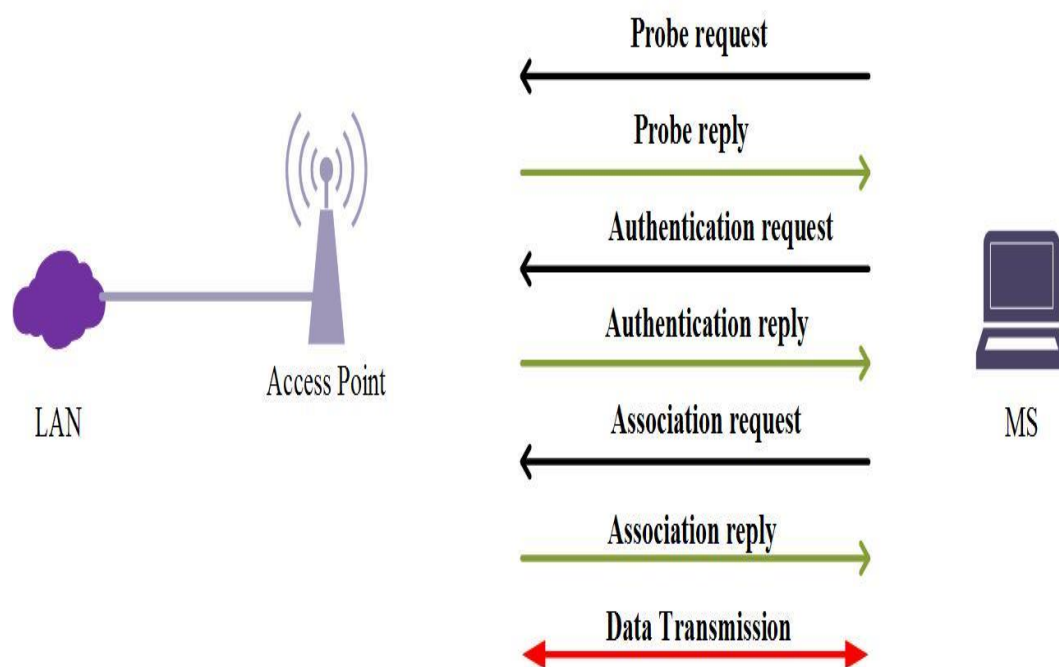 Probe request
Probe reply
Authentication request
Authentication reply
Access Point
LAN
Association request
MS
Association reply
Data Transmission